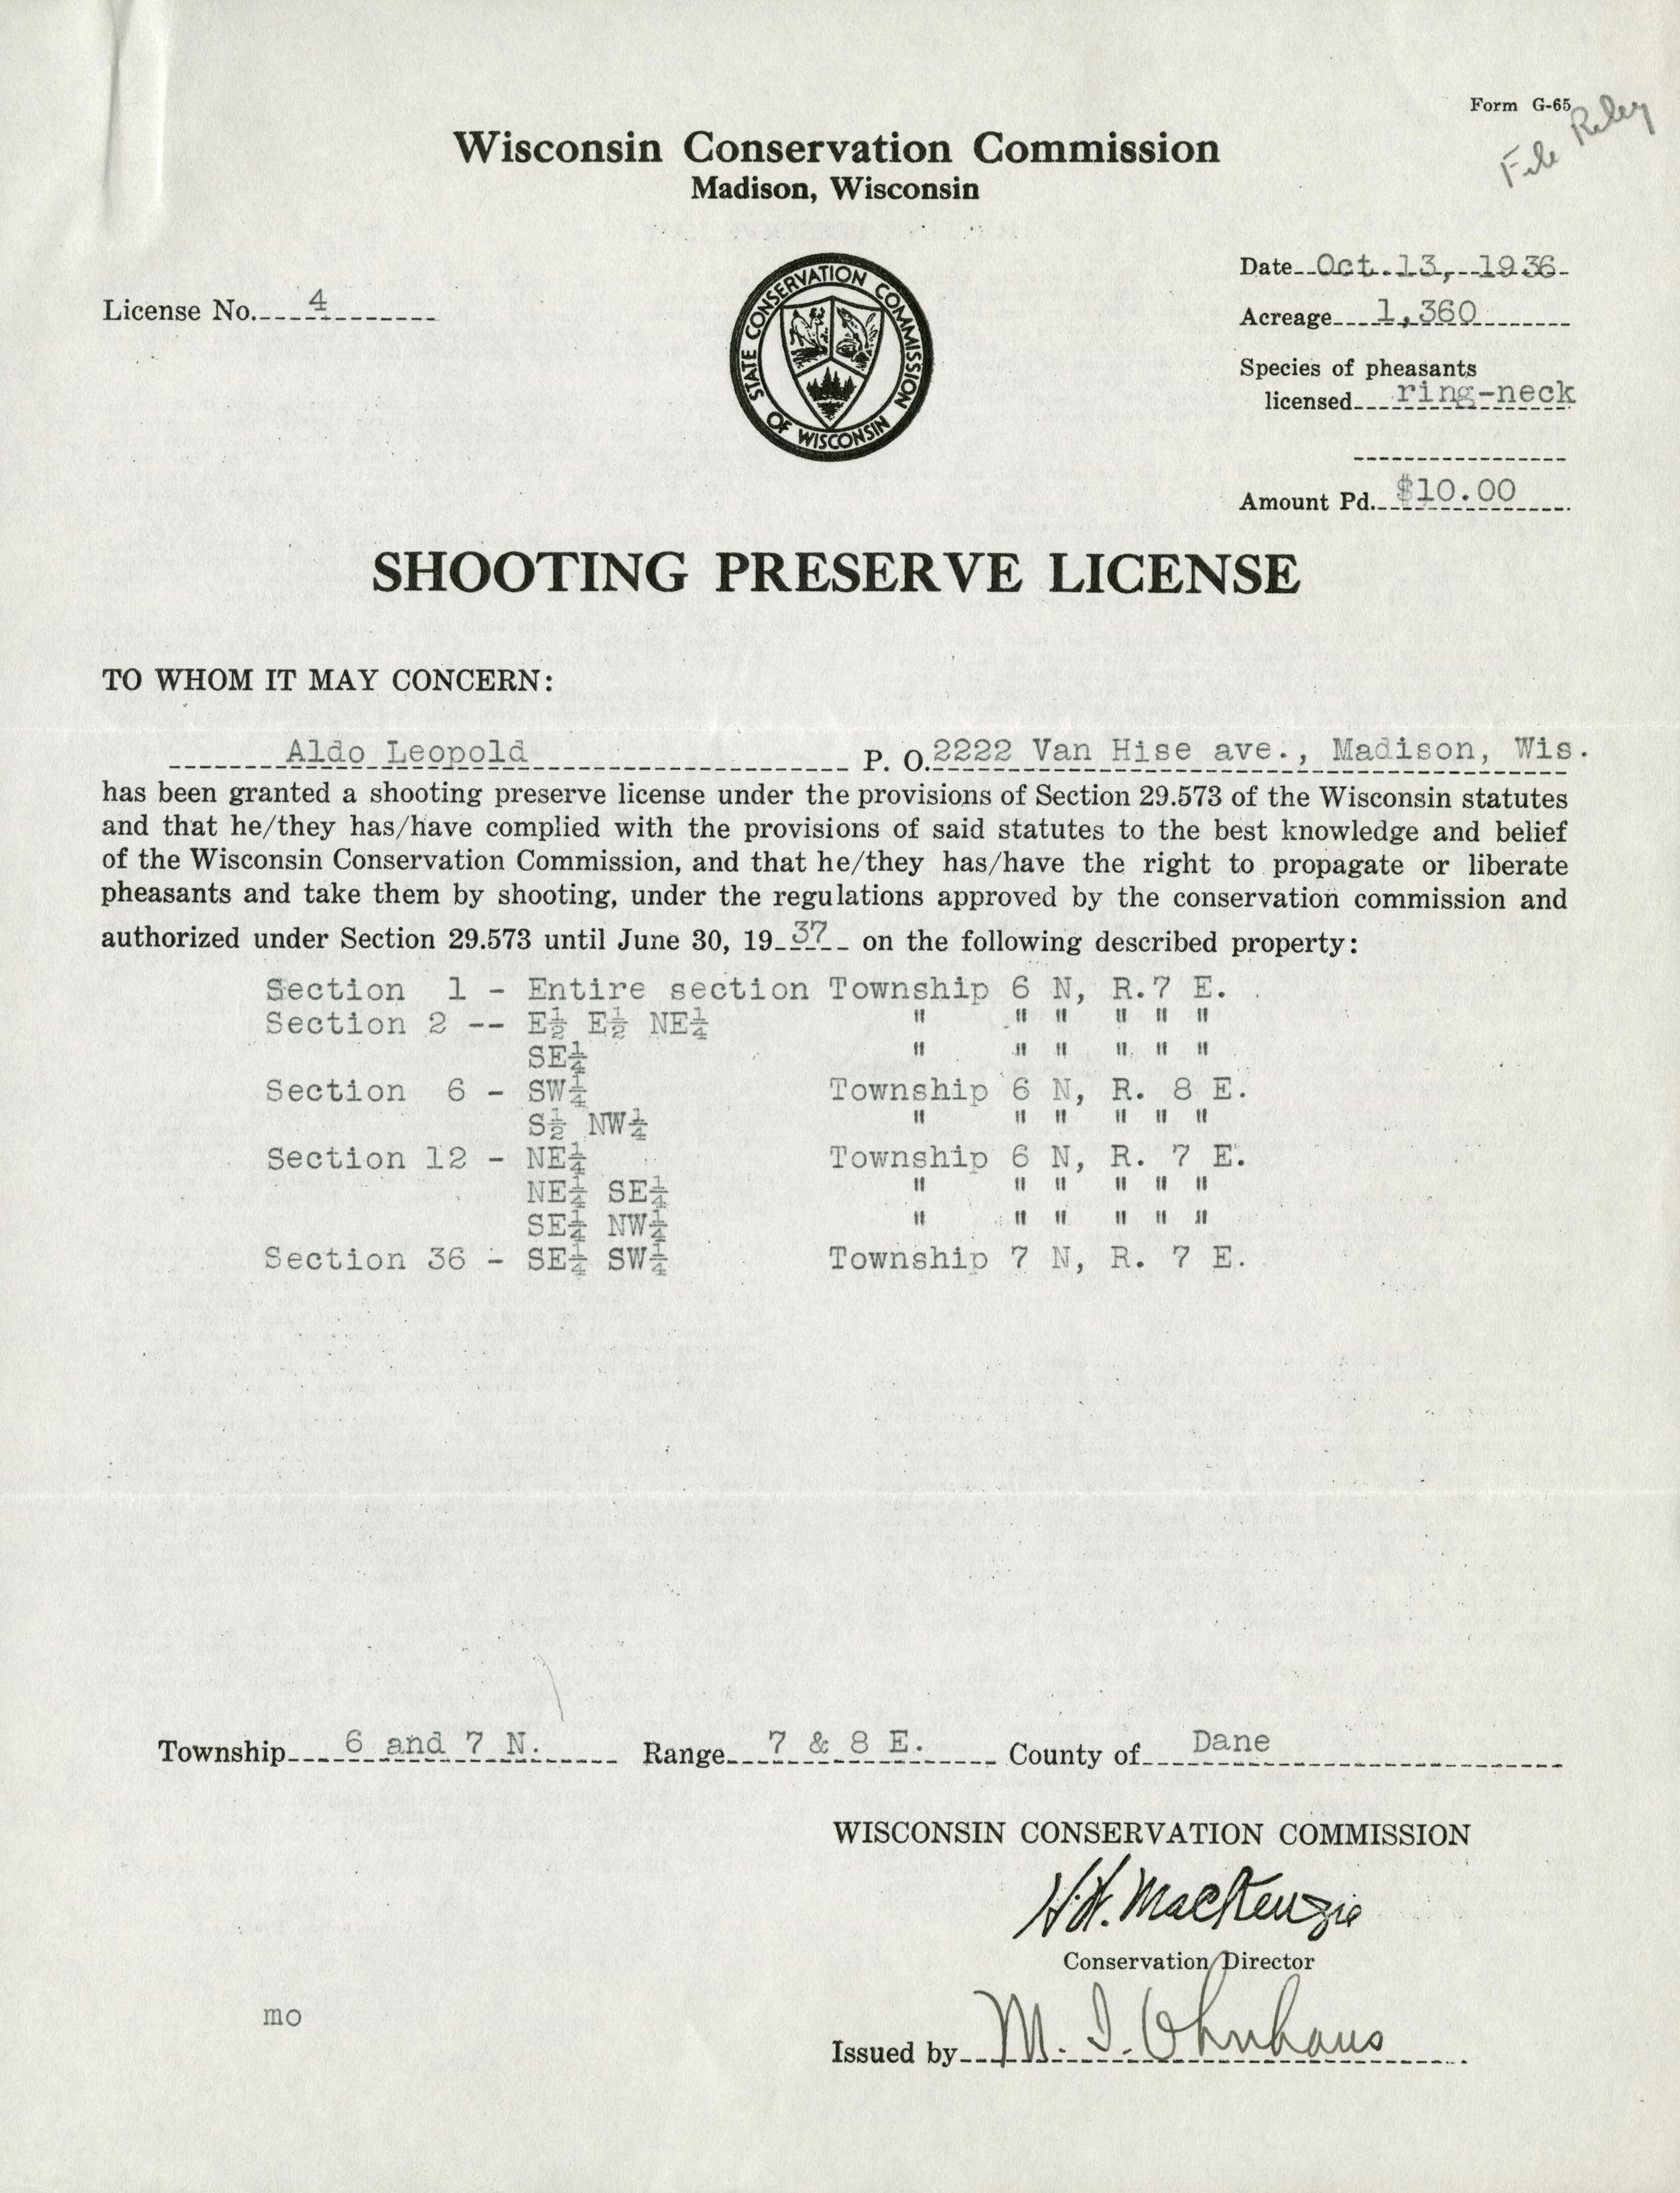 Form G-65
File Riley
Wisconsin Conservation Commission
Madison, Wisconsin
STATE CONSERVATION COMMISSION OF WISCONSIN
License No. 4
Date Oct. 13, 1936
Acreage 1,360
Species of pheasants
licensed ring-neck
Amount Pd. $10.00
SHOOTING PRESERVE LICENSE
TO WHOM IT MAY CONCERN:
Aldo Leopold P. O. 2222 Van Hise ave., Madison, Wis.
has been granted a shooting preserve license under the provisions of Section 29.573 of the Wisconsin statutes
and that he/they has/have complied with the provisions of said statutes to the best knowledge and belief
of the Wisconsin Conservation Commission, and that he/they has/have the right to propagate or liberate
pheasants and take them by shooting, under the regulations approved by the conservation commission and
authorized under Section 29.573 until June 30, 1937 on the following described property:
Section 1 - Entire section Township 6 N, R.7 E.
Section 2 -- E½ E½ NE¼ " " " " " "
SE¼ " " " " " "
Section 6 - SW¼ Township 6 N, R. 8 E.
S½ NW¼ " " " " " "
Section 12 - NE¼ Township 6 N, R. 7 E.
NE¼ SE¼ " " " " " "
SE¼ NW¼ " " " " " "
Section 36 - SE¼ SW¼ Township 7 N, R. 7 E.
Township 6 and 7 N. Range 7 & 8 E. County of Dane
WISCONSIN CONSERVATION COMMISSION
H.W. MacKenzie
Conservation Director
mo
Issued by M. I. Ohnhaus